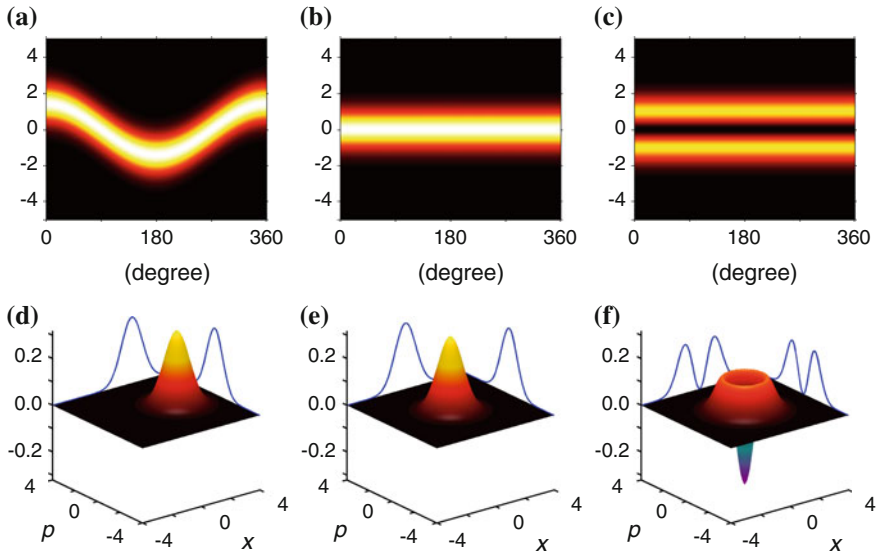 (a) (b) (c)
4 4 4
2 2 2
0 0 0
-2 -2 -2
-4 -4 -4
0 180 360 0 180 360 0 180 360
(degree) (degree) (degree)
(d) (e) (f)
0.2 0.2 0.2
0.0 0.0 0.0
-0.2 -0.2 -0.2
4 4 4 4 4 4
0 0 0 0 0 0
p -4 -4 x p -4 -4 x p -4 -4 x